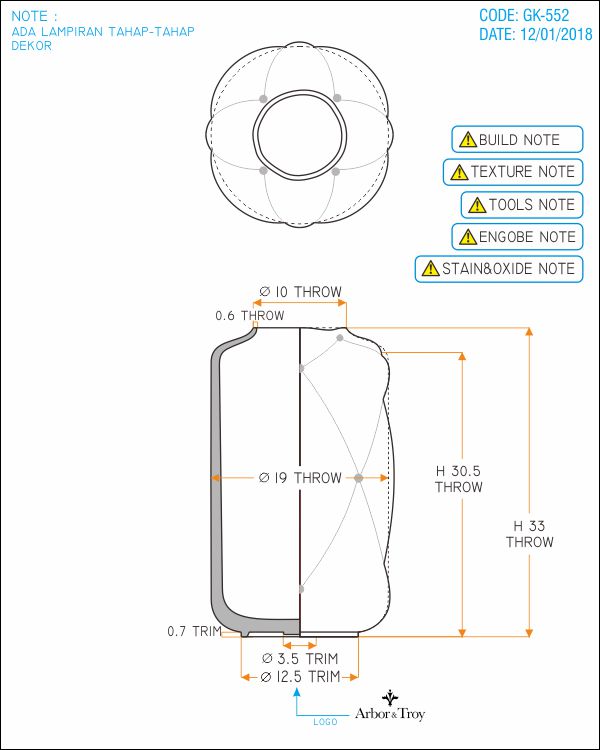 NOTE :
ADA LAMPIRAN TAHAP-TAHAP
DEKOR
CODE: GK-552
DATE: 12/01/2018
BUILD NOTE
TEXTURE NOTE
TOOLS NOTE
ENGOBE NOTE
STAIN&OXIDE NOTE
Ø 10 THROW
0.6 THROW
Ø 19 THROW
H 30.5
THROW
H 33
THROW
0.7 TRIM
Ø 3.5 TRIM
Ø 12.5 TRIM
LOGO
Arbor & Troy